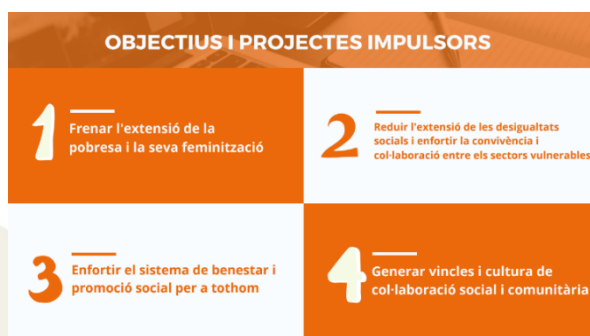 OBJECTIUS I PROJECTES IMPULSORS
1
Frenar l'extensió de la
pobresa i la seva feminització
2
Reduir l'extensió de les desigualtats
socials i enfortir la convivència i
col·laboració entre els sectors vulnerables
3
Enfortir el sistema de benestar i
promoció social per a tothom
4
Generar vincles i cultura de
col·laboració social i comunitària